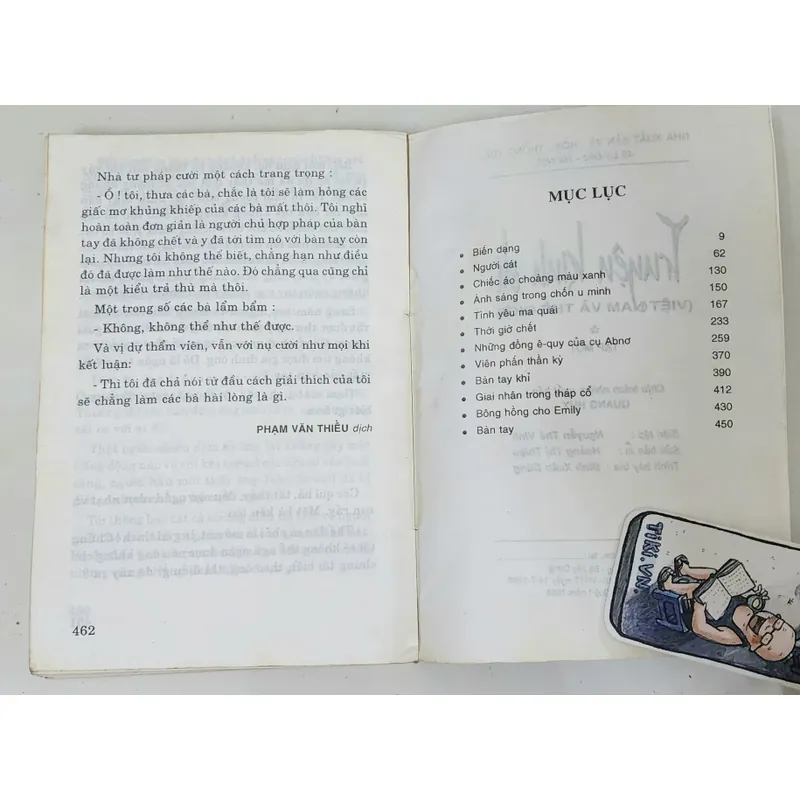 Nhà tư pháp cười một cách trang trọng :
- Ố ! tôi, thưa các bà, chắc là tôi sẽ làm hỏng các
giấc mơ khủng khiếp của các bà mất thôi. Tôi nghĩ
hoàn toàn đơn giản là người chủ hợp pháp của bàn
tay đã không chết và y đã tới tìm nó với bàn tay còn
lại. Nhưng tôi không thể biết, chẳng hạn như điều
đó đã được làm như thế nào. Đó chẳng qua cũng chỉ
là một kiểu trả thù mà thôi.
Một trong số các bà lẩm bẩm :
- Không, không thể như thế được.
Và vị dự thẩm viên, vẫn với nụ cười như mọi khi
kết luận:
- Thì tôi đã chả nói từ đầu cách giải thích của tôi
sẽ chẳng làm các bà hài lòng là gì.
PHẠM VĂN THIỀU dịch
462
MỤC LỤC
• Biến dạng 9
• Người cát 62
• Chiếc áo choàng màu xanh 130
• Ánh sáng trong chốn u minh 150
• Tình yêu ma quái 167
• Thời giờ chết 233
• Những đồng ê-quy của cụ Abnơ 259
• Viên phấn thần kỳ 370
• Bàn tay khỉ 390
• Giai nhân trong tháp cổ 412
• Bông hồng cho Emily 430
• Bàn tay 450
TiKi.VN.